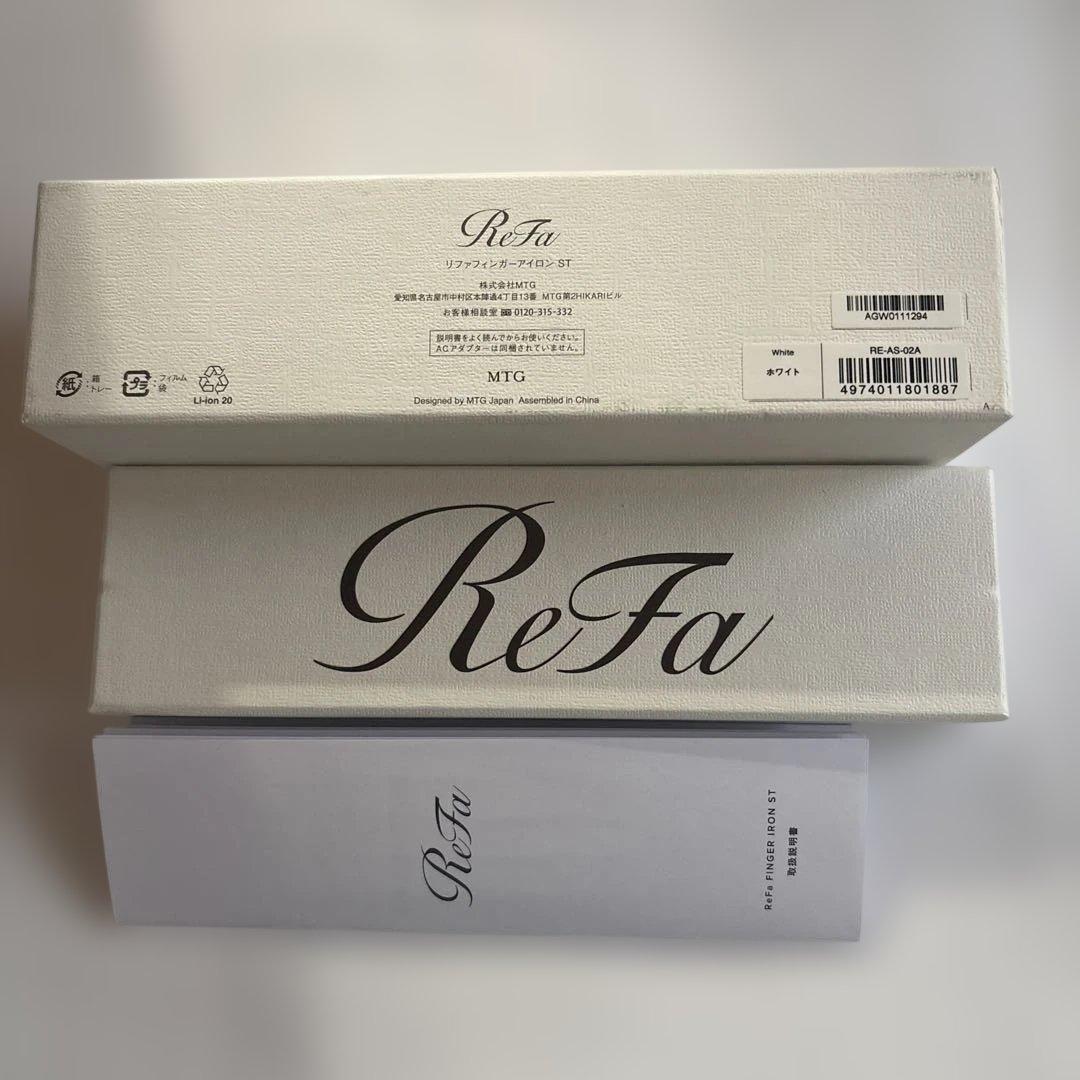 ReFa
リファフィンガーアイロン ST
株式会社MTG
愛知県名古屋市中村区本陣通4丁目13番 MTG第2HIKARIビル
お客様相談室 0120-315-332
説明書をよく読んでからお使いください。
ACアダプターは同梱されていません。
MTG
Designed by MTG Japan Assembled in China
紙 : 箱
トレー
プラ : フィルム
袋
Li-ion 20
AGW0111294
White
ホワイト
RE-AS-02A
4974011801887
A
ReFa
ReFa
ReFa FINGER IRON ST
取扱説明書